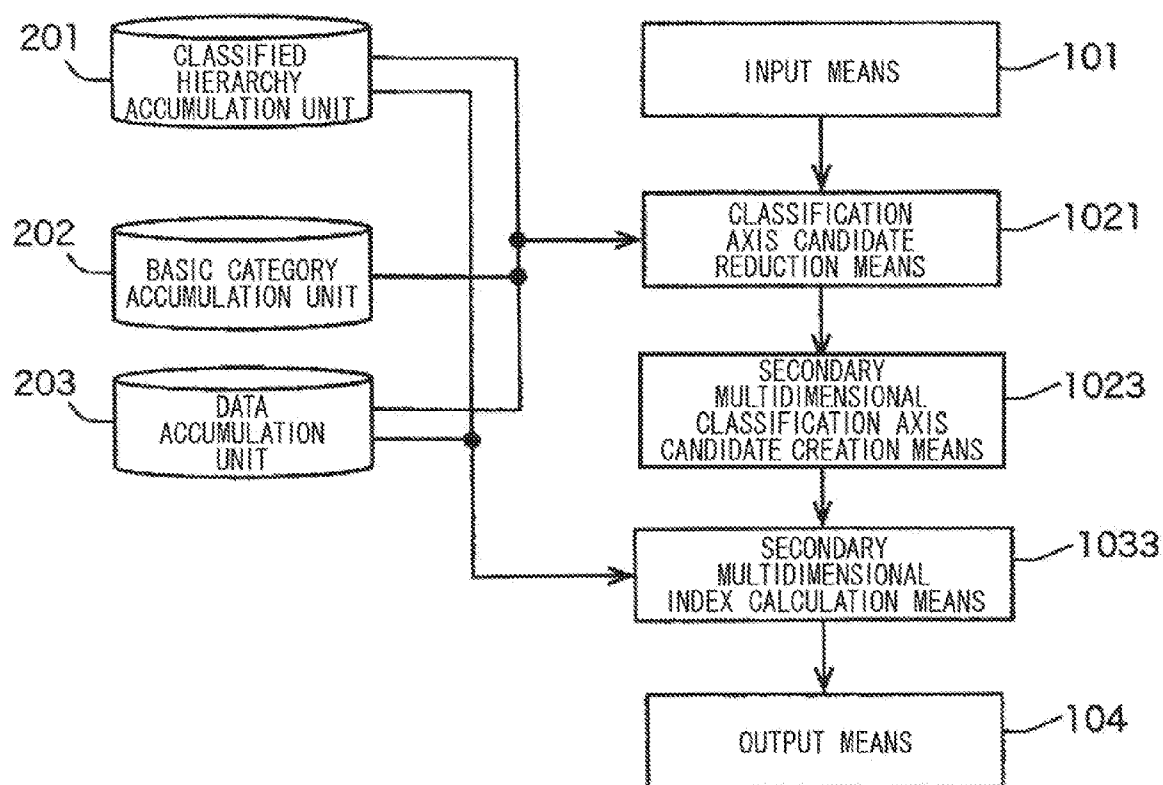 201
CLASSIFIED
HIERARCHY
ACCUMULATION UNIT
INPUT MEANS
101
202
BASIC CATEGORY
ACCUMULATION UNIT
CLASSIFICATION
AXIS CANDIDATE
REDUCTION MEANS
1021
203
DATA
ACCUMULATION
UNIT
SECONDARY
MULTIDIMENSIONAL
CLASSIFICATION AXIS
CANDIDATE CREATION MEANS
1023
SECONDARY
MULTIDIMENSIONAL
INDEX CALCULATION MEANS
1033
OUTPUT MEANS
104